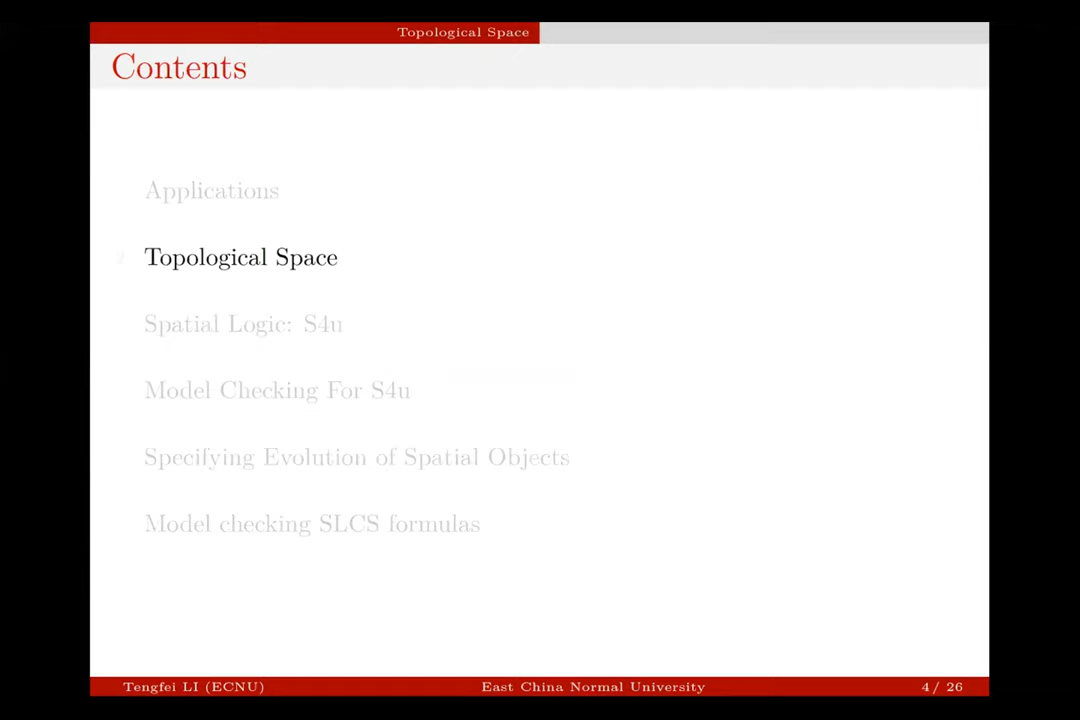 Topological Space
Contents
Applications
2 Topological Space
Spatial Logic: S4u
Model Checking For S4u
Specifying Evolution of Spatial Objects
Model checking SLCS formulas
Tengfei LI (ECNU) East China Normal University 4 / 26